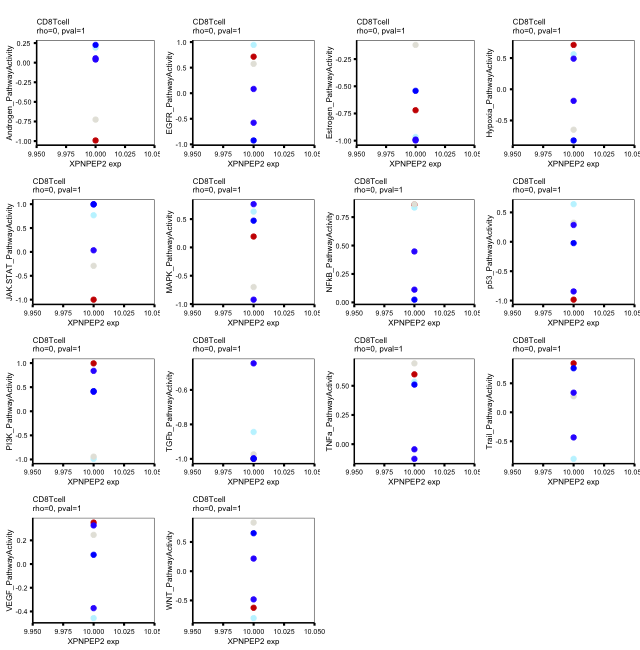 CD8Tcell
rho=0, pval=1
Androgen_PathwayActivity
0.25
0.00
-0.25
-0.50
-0.75
-1.00
9.950 9.975 10.000 10.025 10.05
XPNPEP2 exp
CD8Tcell
rho=0, pval=1
EGFR_PathwayActivity
1.0
0.5
0.0
-0.5
-1.0
9.950 9.975 10.000 10.025 10.05
XPNPEP2 exp
CD8Tcell
rho=0, pval=1
Estrogen_PathwayActivity
-0.25
-0.50
-0.75
-1.00
9.950 9.975 10.000 10.025 10.05
XPNPEP2 exp
CD8Tcell
rho=0, pval=1
Hypoxia_PathwayActivity
0.5
0.0
-0.5
9.950 9.975 10.000 10.025 10.05
XPNPEP2 exp
CD8Tcell
rho=0, pval=1
JAK.STAT_PathwayActivity
1.0
0.5
0.0
-0.5
-1.0
9.950 9.975 10.000 10.025 10.05
XPNPEP2 exp
CD8Tcell
rho=0, pval=1
MAPK_PathwayActivity
0.5
0.0
-0.5
-1.0
9.950 9.975 10.000 10.025 10.05
XPNPEP2 exp
CD8Tcell
rho=0, pval=1
NFkB_PathwayActivity
0.75
0.50
0.25
0.00
9.950 9.975 10.000 10.025 10.05
XPNPEP2 exp
CD8Tcell
rho=0, pval=1
p53_PathwayActivity
0.5
0.0
-0.5
-1.0
9.950 9.975 10.000 10.025 10.05
XPNPEP2 exp
CD8Tcell
rho=0, pval=1
PI3K_PathwayActivity
1.0
0.5
0.0
-0.5
-1.0
9.950 9.975 10.000 10.025 10.05
XPNPEP2 exp
CD8Tcell
rho=0, pval=1
TGFb_PathwayActivity
-0.6
-0.8
-1.0
9.950 9.975 10.000 10.025 10.05
XPNPEP2 exp
CD8Tcell
rho=0, pval=1
TNFa_PathwayActivity
0.50
0.25
0.00
9.950 9.975 10.000 10.025 10.05
XPNPEP2 exp
CD8Tcell
rho=0, pval=1
Trail_PathwayActivity
0.5
0.0
-0.5
9.950 9.975 10.000 10.025 10.05
XPNPEP2 exp
CD8Tcell
rho=0, pval=1
VEGF_PathwayActivity
0.2
0.0
-0.2
-0.4
9.950 9.975 10.000 10.025 10.05
XPNPEP2 exp
CD8Tcell
rho=0, pval=1
WNT_PathwayActivity
0.5
0.0
-0.5
9.950 9.975 10.000 10.025 10.050
XPNPEP2 exp